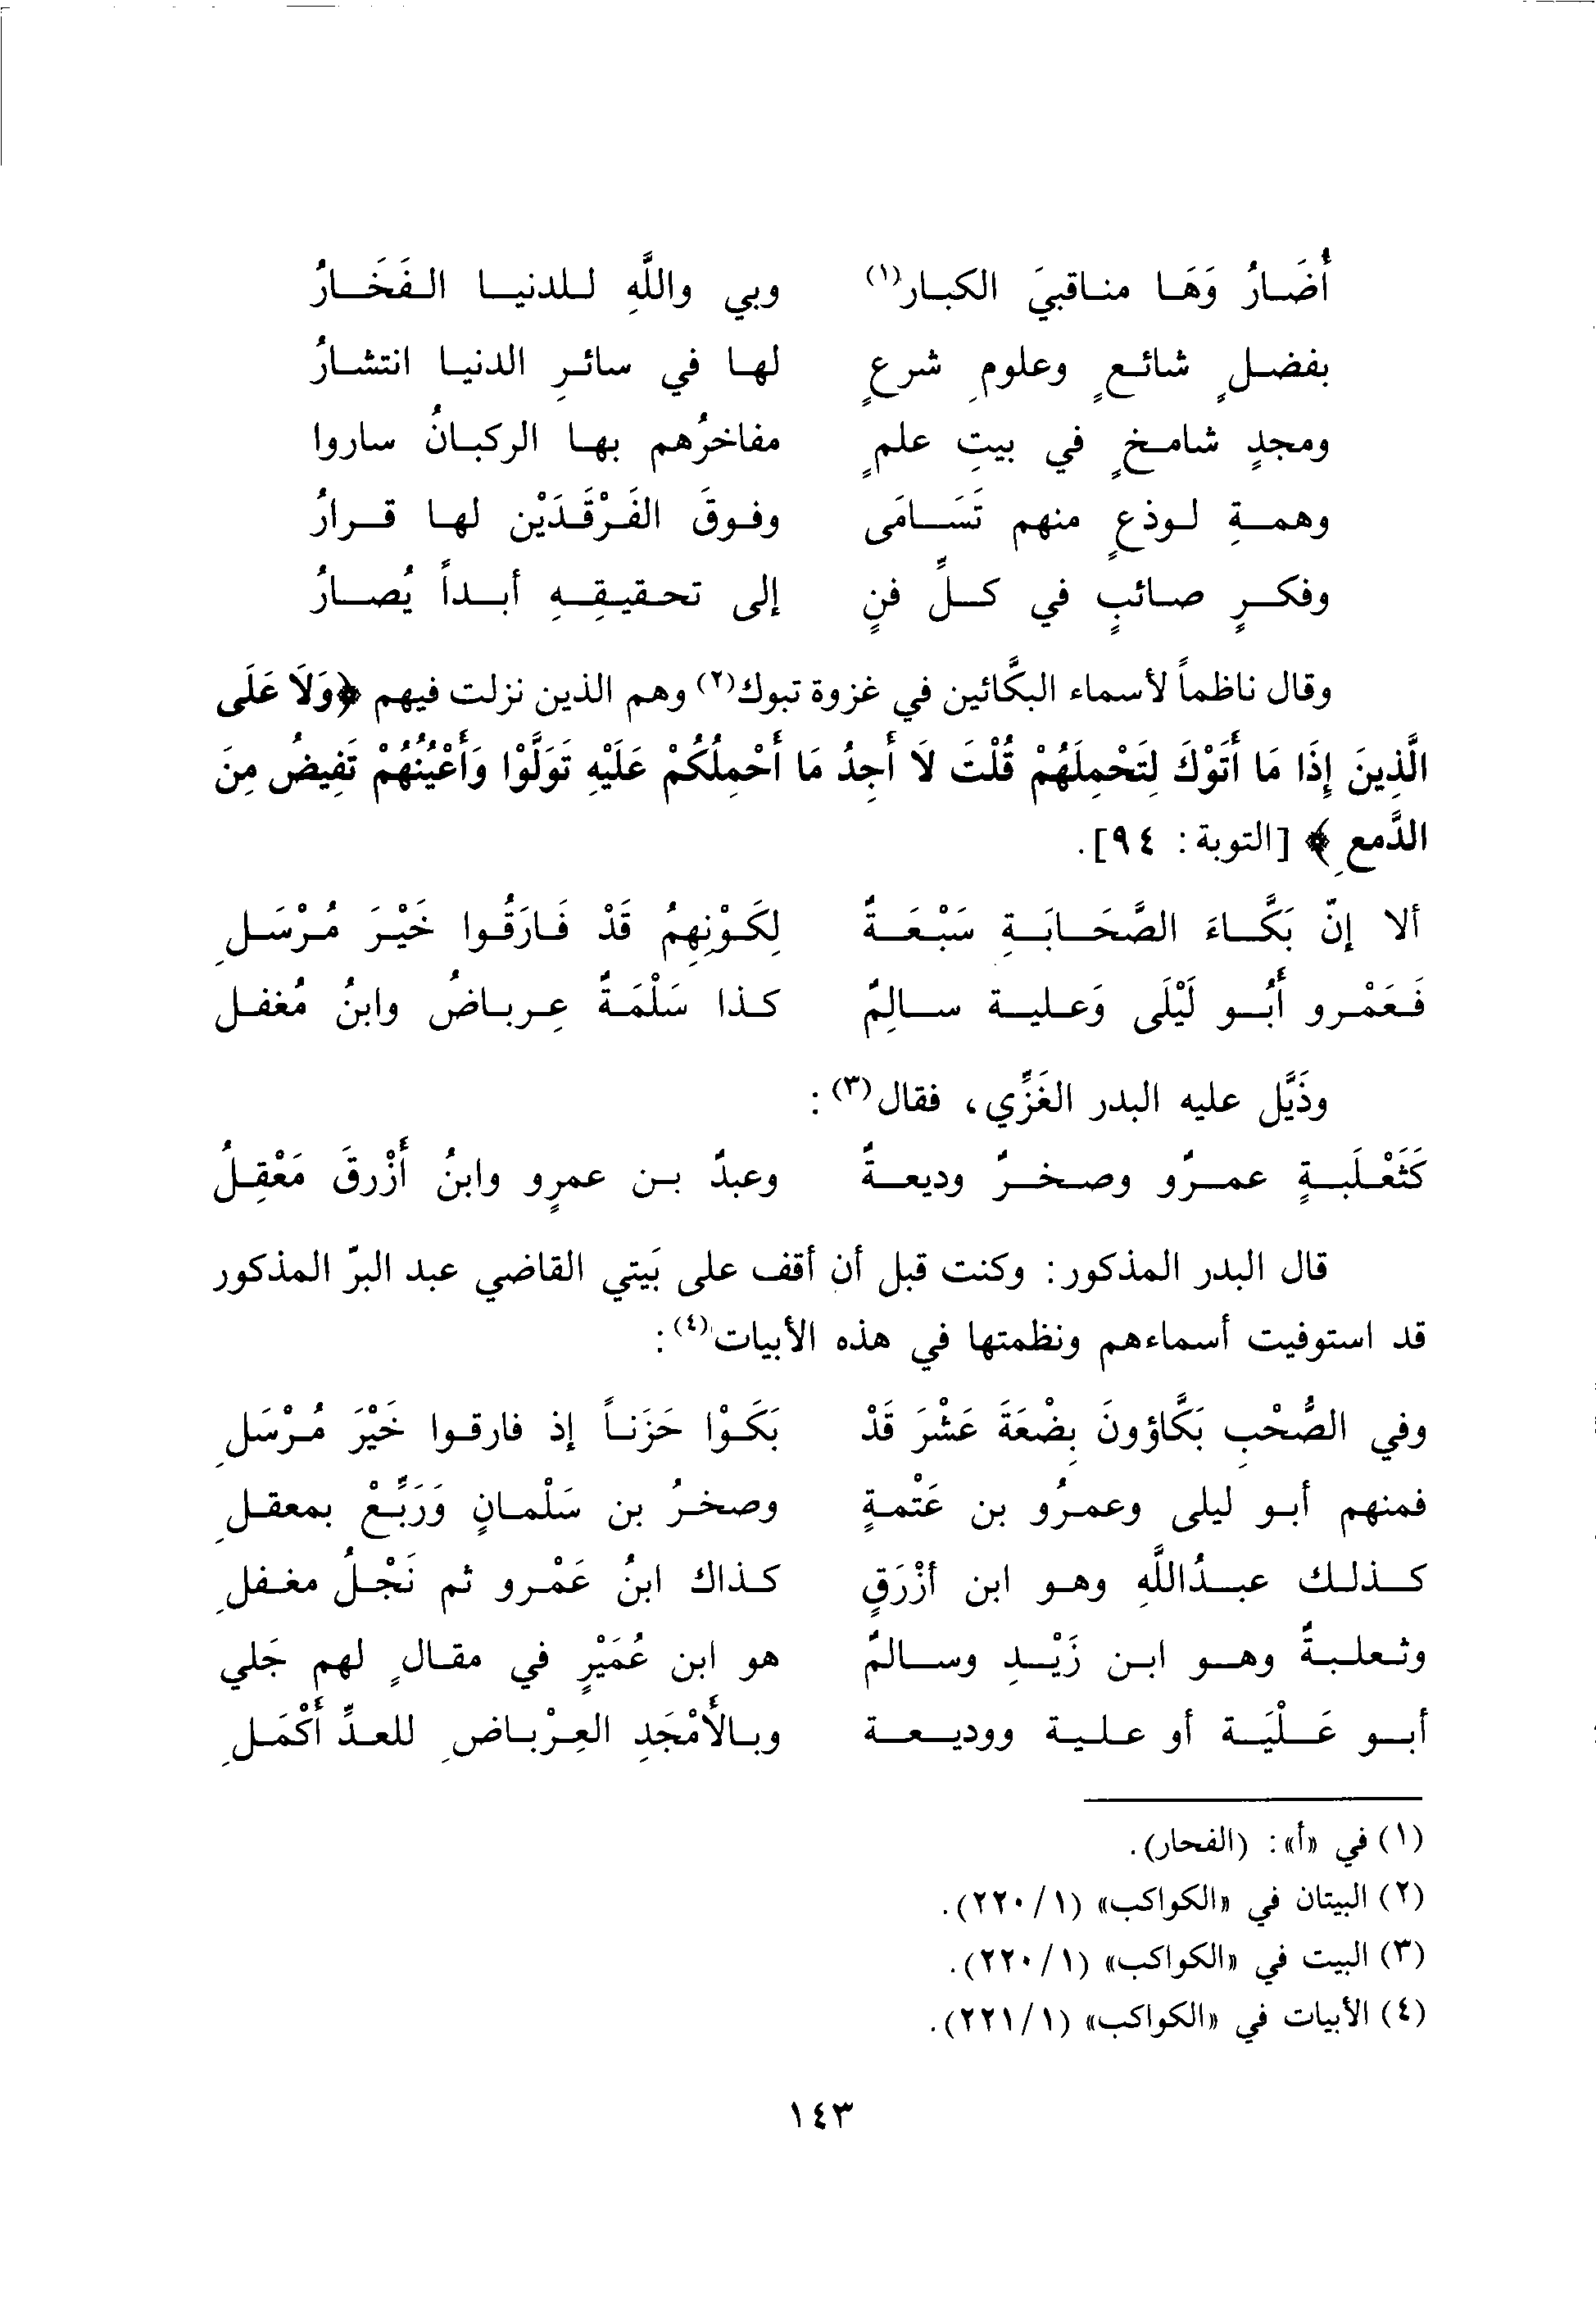 أُضَارُ وَهَا مناقبيَ الكبار(١) وبي واللَّهِ للدنيا الفَخَارُ
بفضلٍ شائعٍ وعلومِ شرعٍ لها في سائرِ الدنيا انتشارُ
ومجدٍ شامخٍ في بيتِ علمٍ مفاخرُهم بها الركبانُ ساروا
وهمةِ لوذعٍ منهم تَسَامَى وفوقَ الفَرْقَدَيْن لها قرارُ
وفكرٍ صائبٍ في كلِّ فنٍ إلى تحقيقِهِ أبداً يُصارُ
وقال ناظماً لأسماء البكَّائين في غزوة تبوك(٢) وهم الذين نزلت فيهم ﴿وَلَا عَلَى
الَّذِينَ إِذَا مَا أَتَوْكَ لِتَحْمِلَهُمْ قُلْتَ لَا أَجِدُ مَا أَحْمِلُكُمْ عَلَيْهِ تَوَلَّوْا وَأَعْيُنُهُمْ تَفِيضُ مِنَ
الدَّمعِ﴾ [التوبة: ٩٤].
ألا إنّ بَكَّاءَ الصَّحَابَةِ سَبْعَةٌ لِكَوْنِهِمُ قَدْ فَارَقُوا خَيْرَ مُرْسَلِ
فَعَمْرو أَبُو لَيْلَى وَعلية سالِمٌ كذا سَلْمَةٌ عِرباضُ وابنُ مُغفل
وذَيَّل عليه البدر الغَزِّي، فقال(٣):
كَثَعْلَبةٍ عمرٌو وصخرٌ وديعةٌ وعبدٌ بن عمرٍو وابنُ أَزْرقَ مَعْقِلُ
قال البدر المذكور: وكنت قبل أن أقف على بَيتي القاضي عبد البرّ المذكور
قد استوفيت أسماءهم ونظمتها في هذه الأبيات(٤):
وفي الصُّحْبِ بَكَّاؤونَ بِضْعَةَ عَشْرَ قَدْ بَكَوْا حَزَناً إذ فارقوا خَيْرَ مُرْسَلِ
فمنهم أبو ليلى وعمرُو بن عَتْمةٍ وصخرُ بن سَلْمانٍ وَرَبِّعْ بمعقلِ
كذلك عبدُاللَّهِ وهو ابن أزْرَقٍ كذاك ابنُ عَمْرو ثم نَجْلُ مغفلِ
وثعلبةٌ وهو ابن زَيْدِ وسالمٌ هو ابن عُمَيْرٍ في مقالٍ لهم جَلي
أبو عَلْيَة أو علية ووديعة وبالأَمْجَدِ العِرْباضِ للعدِّ أَكْمَلِ
(١) في «أ»: (الفحار).
(٢) البيتان في «الكواكب» (١/ ٢٢٠).
(٣) البيت في «الكواكب» (١/ ٢٢٠).
(٤) الأبيات في «الكواكب» (١/ ٢٢١).
١٤٣